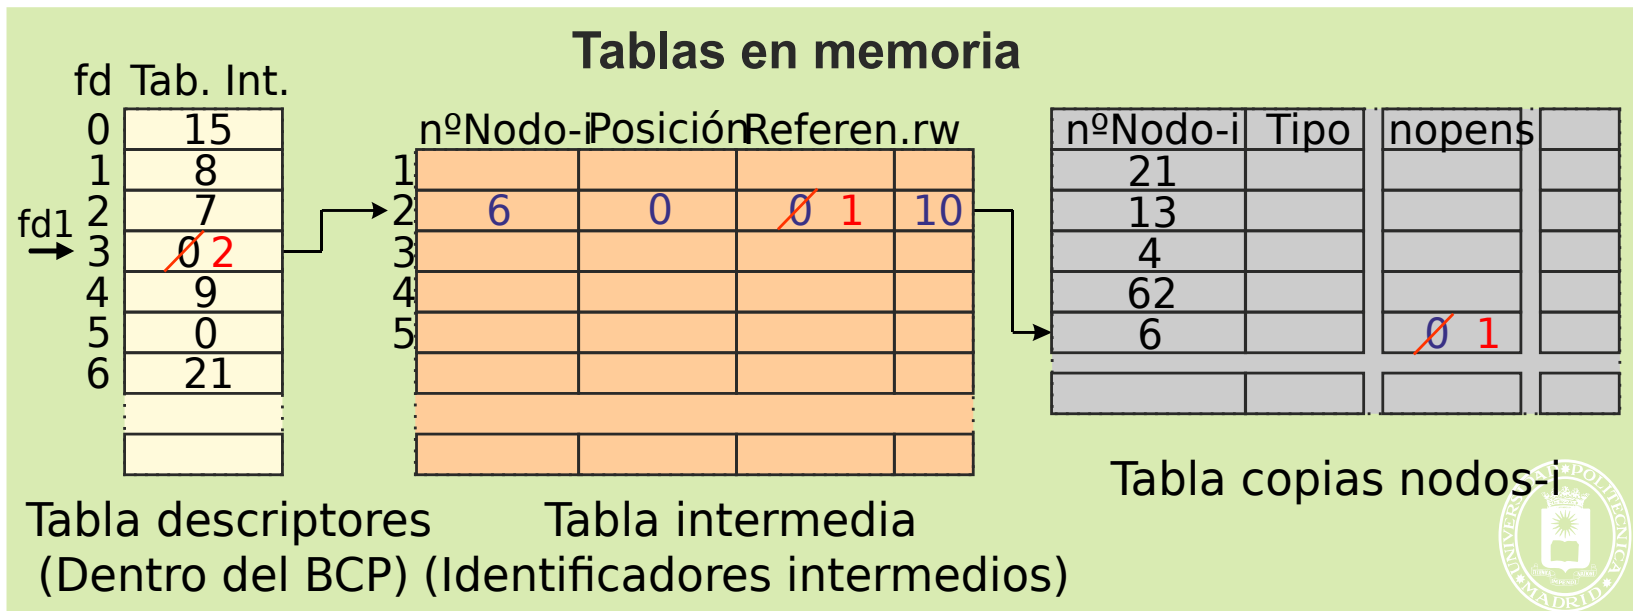 Tablas en memoria
fd Tab. Int.
0 15
1 8
2 7
fd1
3 0 2
4 9
5 0
6 21
nºNodo-i Posición Referen. rw
1
2 6 0 0 1 10
3
4
5
nºNodo-i Tipo nopens
21
13
4
62
6 0 1
Tabla descriptores
(Dentro del BCP)
Tabla intermedia
(Identificadores intermedios)
Tabla copias nodos-i
UNIVERSIDAD POLITECNICA
MADRID